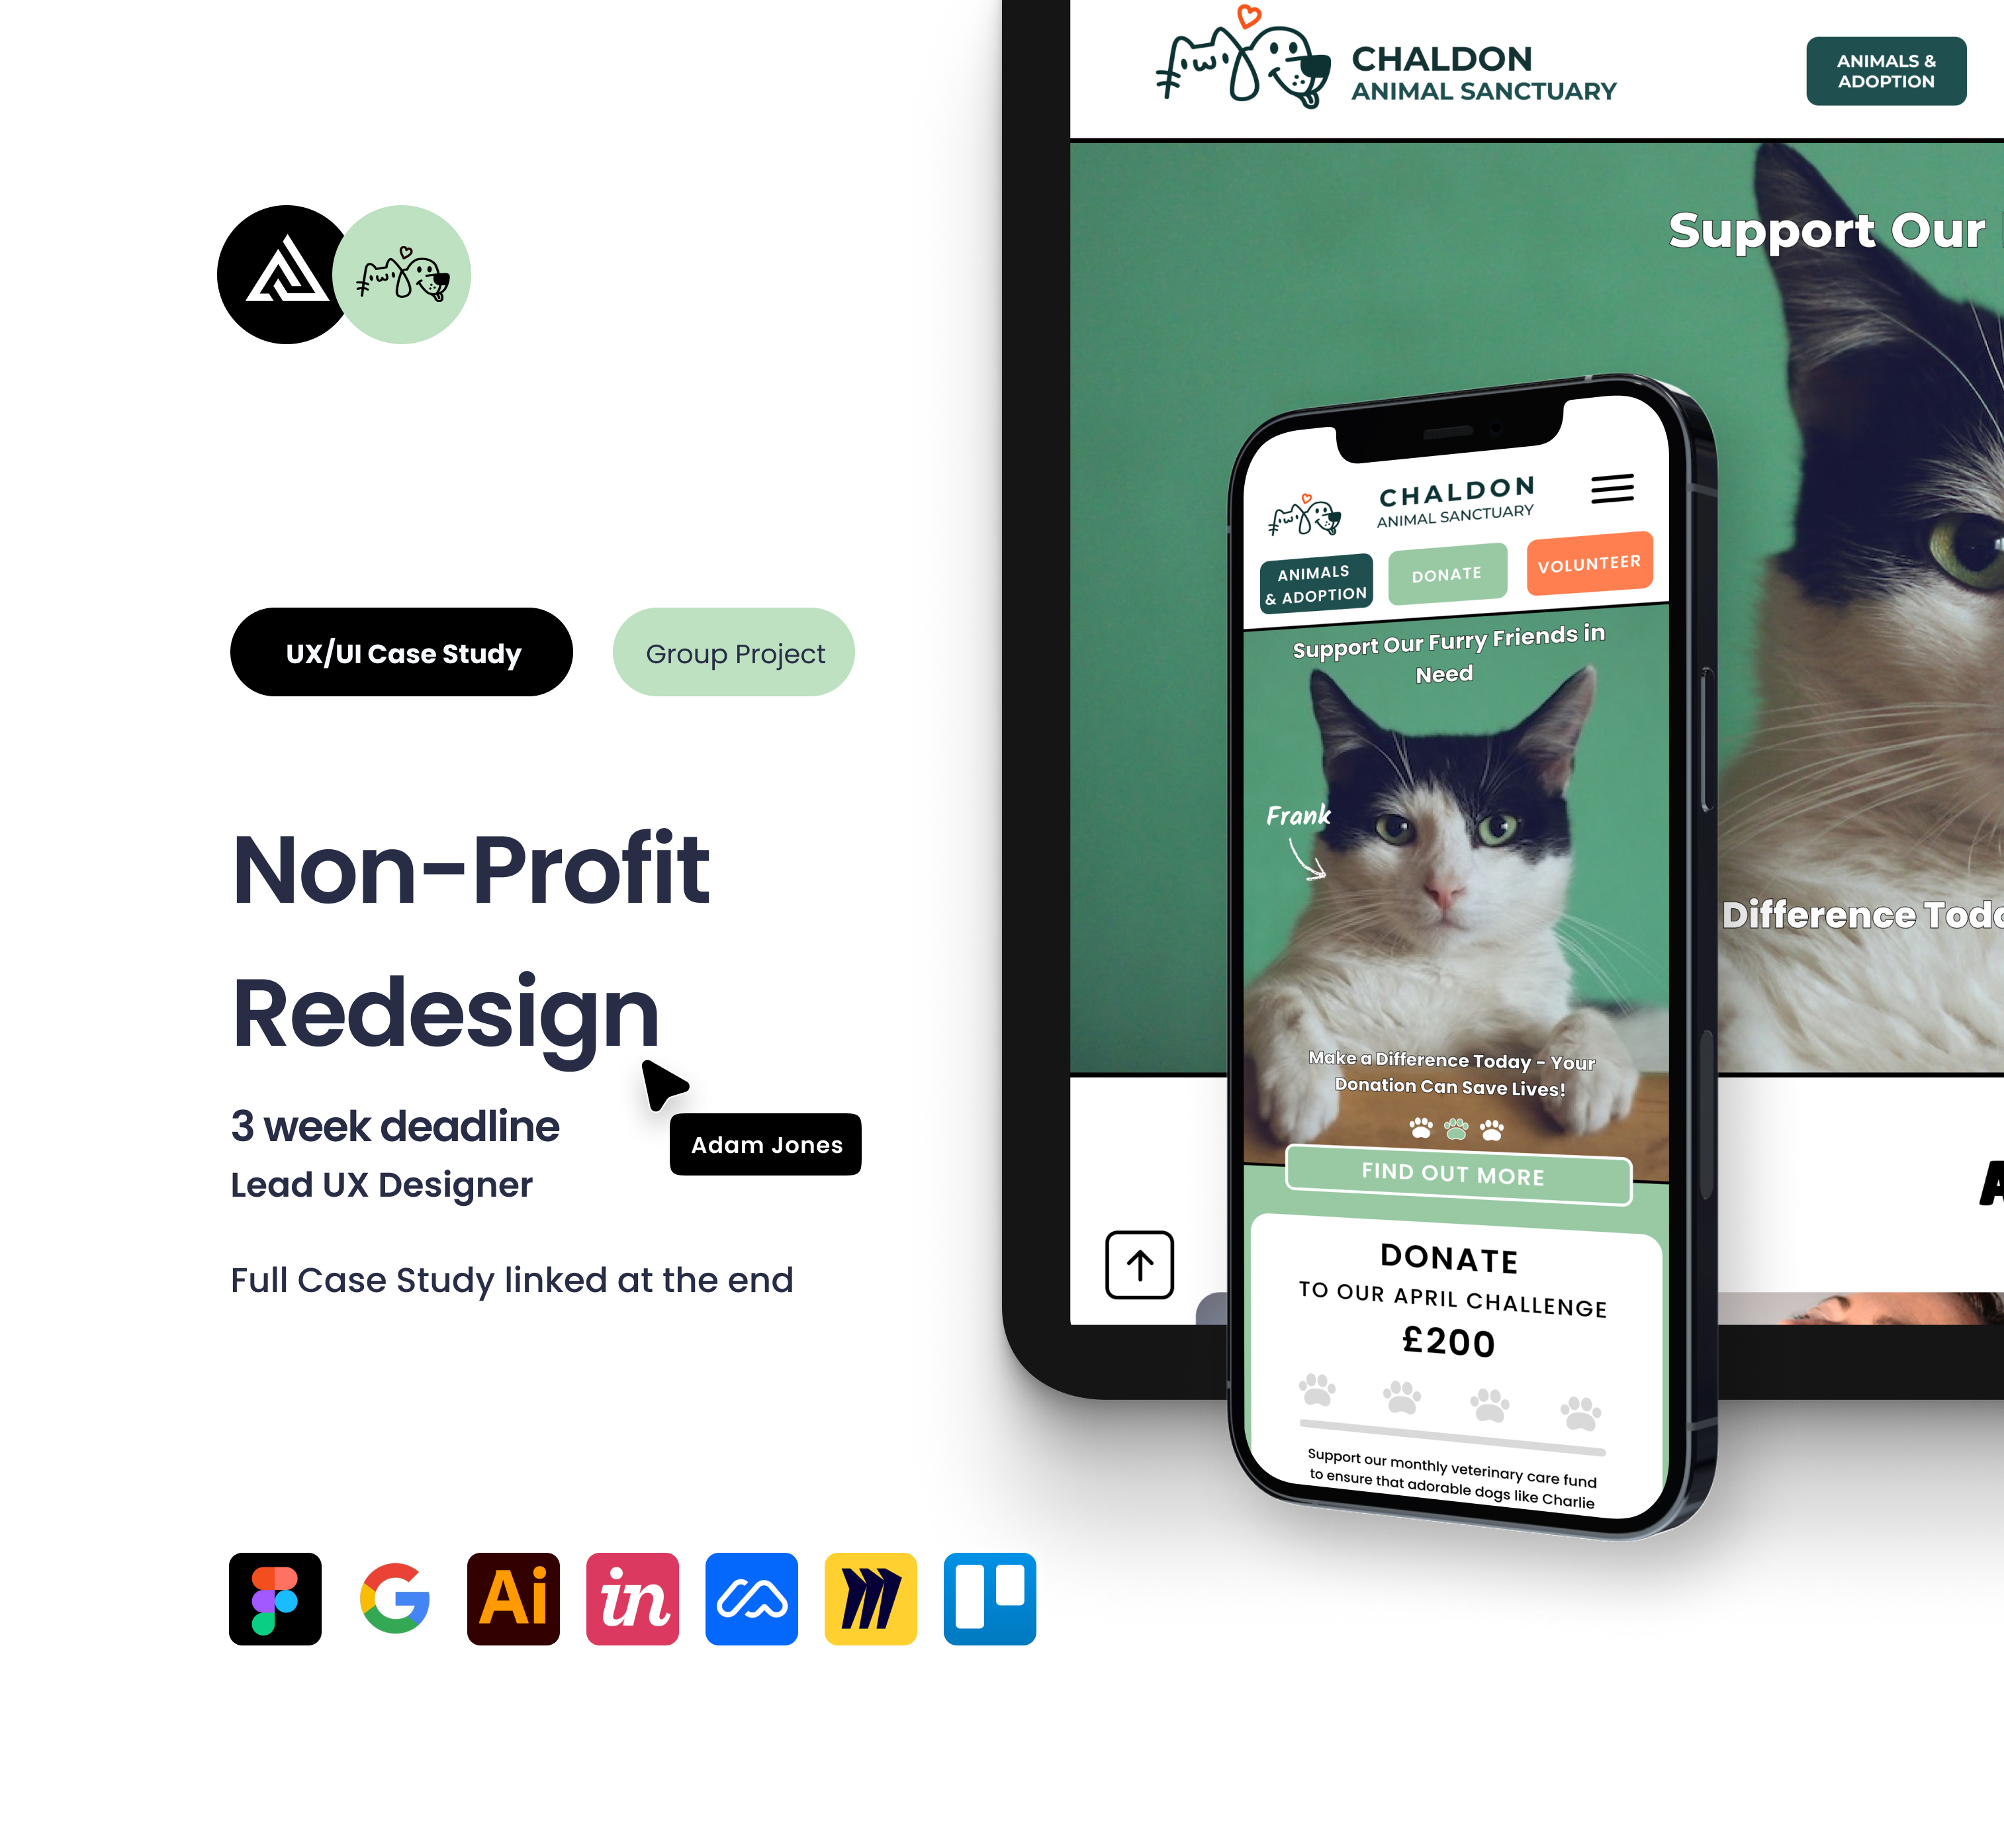 UX/UI Case Study
Group Project
Non-Profit
Redesign
Adam Jones
3 week deadline
Lead UX Designer
Full Case Study linked at the end
Ai
in
CHALDON
ANIMAL SANCTUARY
ANIMALS &
ADOPTION
Support Our
Difference
CHALDON
ANIMAL SANCTUARY
ANIMALS
& ADOPTION
DONATE
VOLUNTEER
Support Our Furry Friends in
Need
Frank
Make a Difference Today - Your
Donation Can Save Lives!
FIND OUT MORE
DONATE
TO OUR APRIL CHALLENGE
£200
Support our monthly veterinary care fund
to ensure that adorable dogs like Charlie